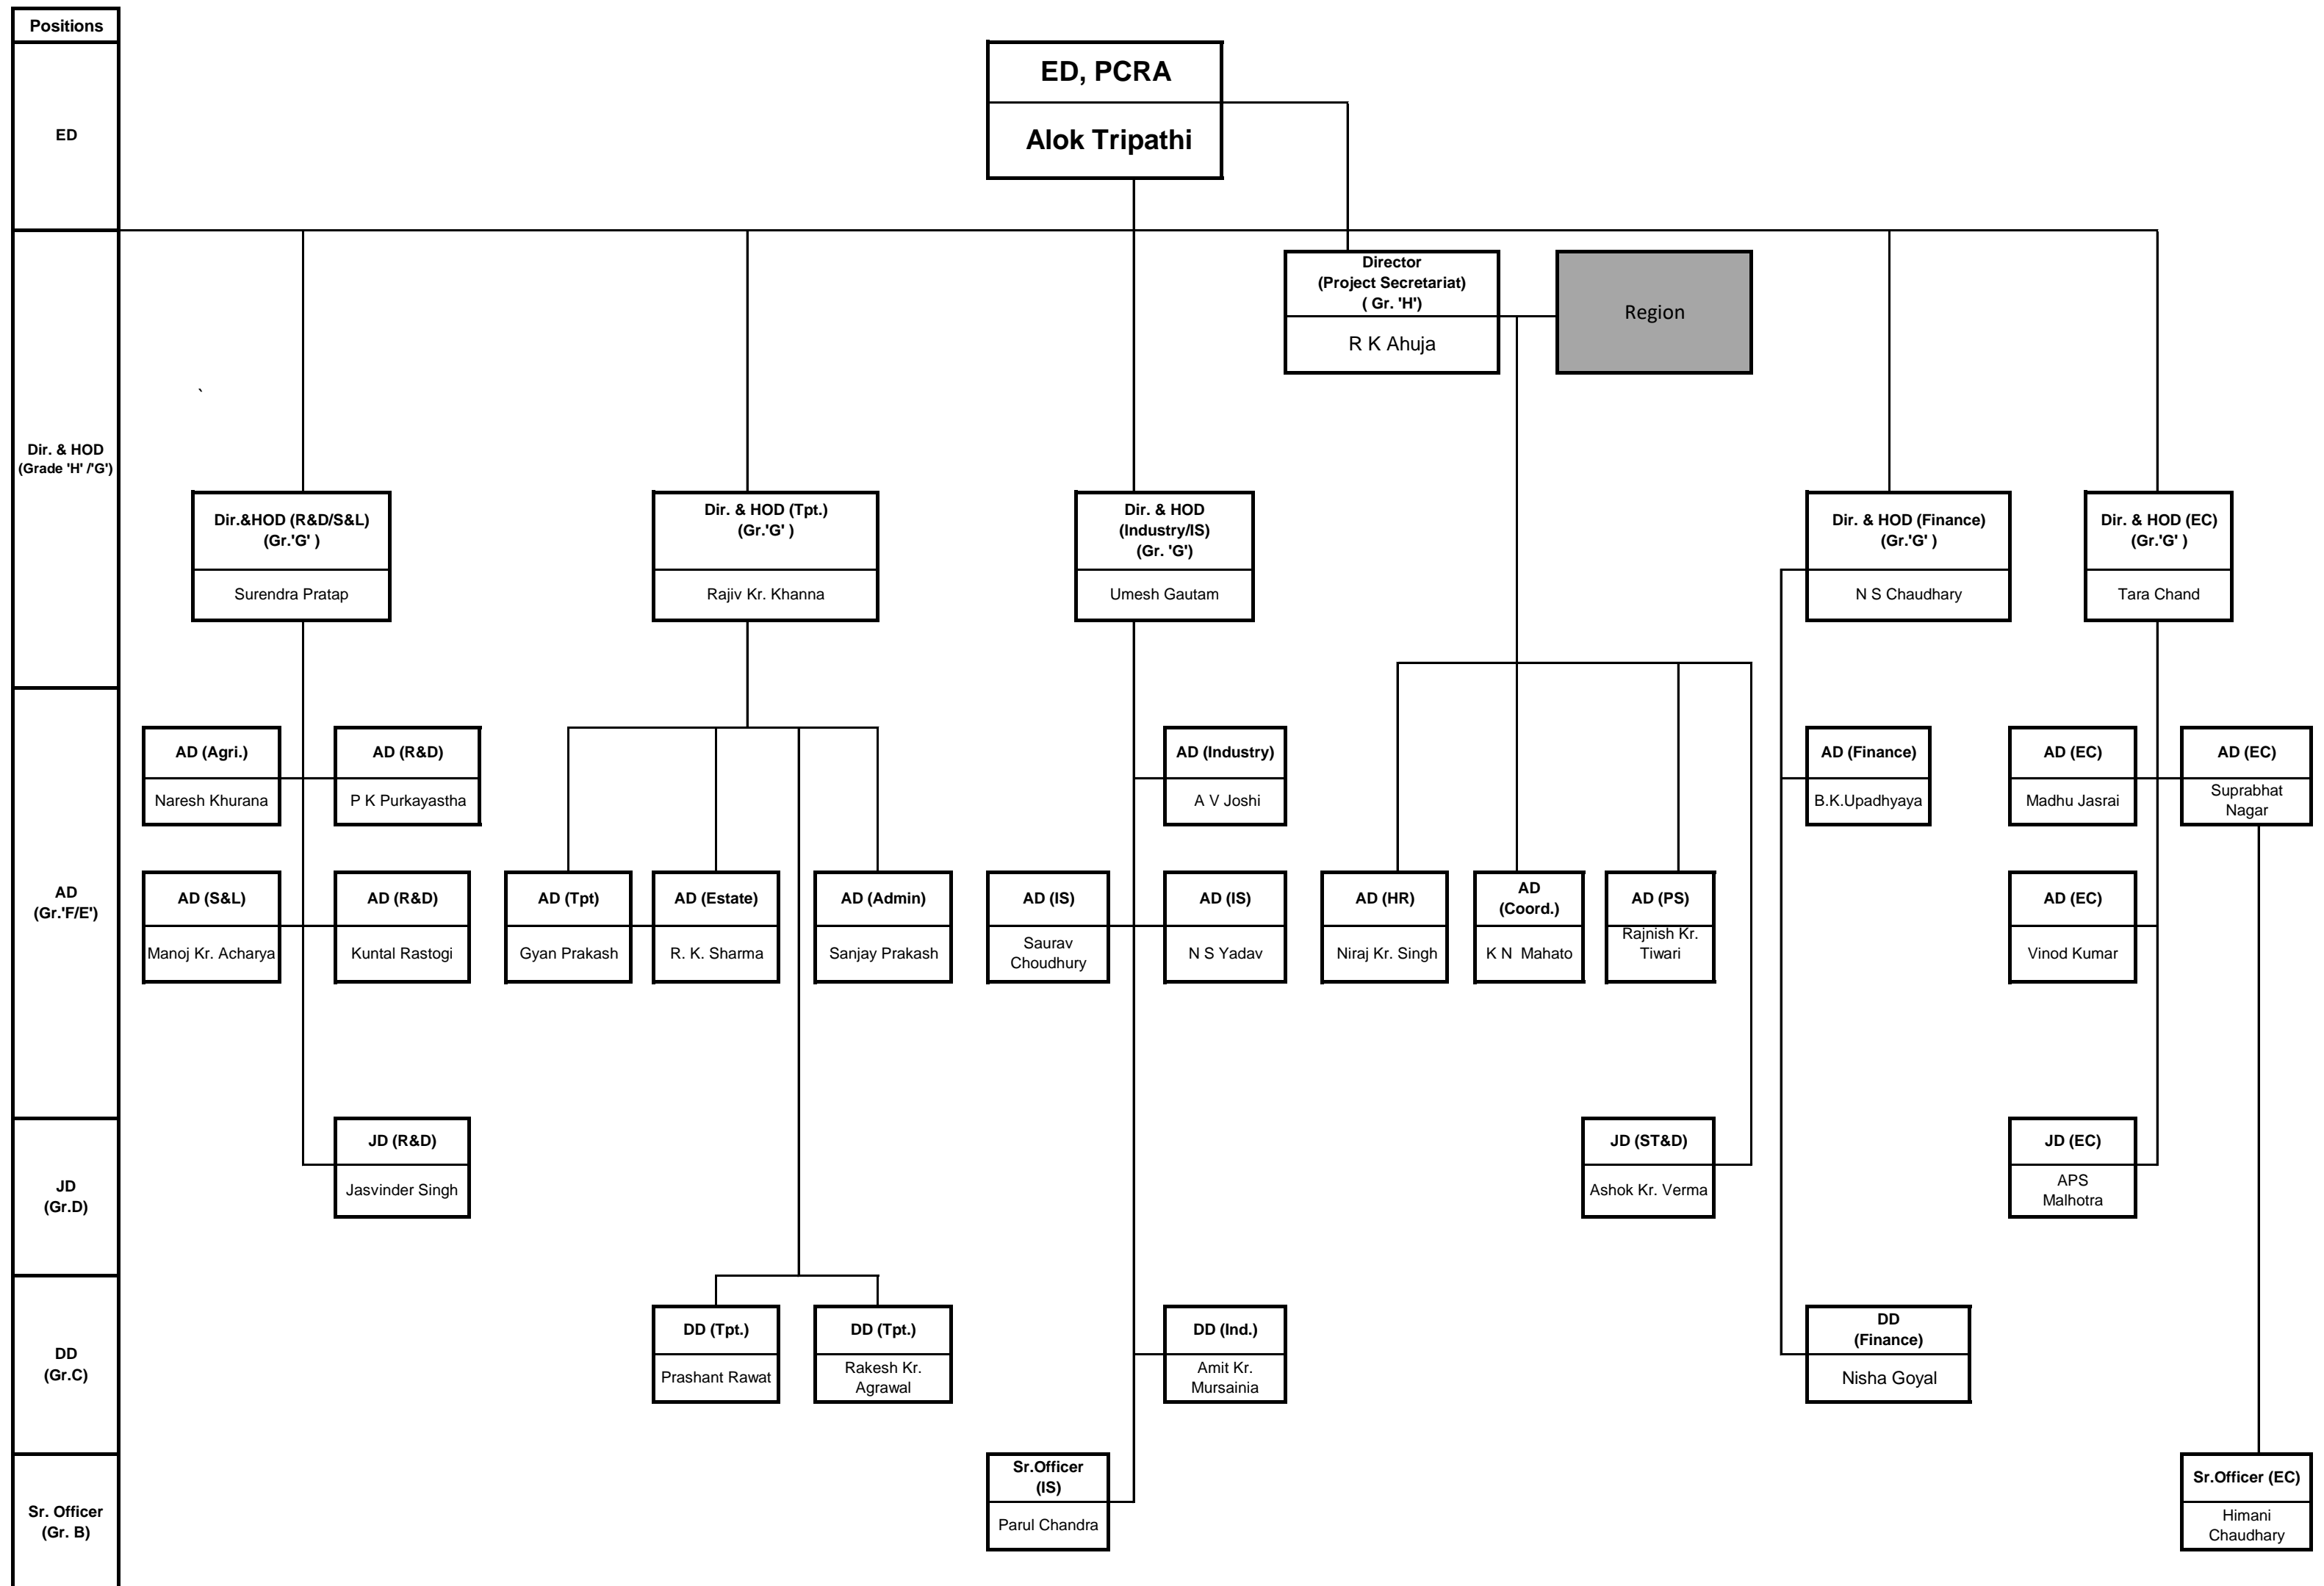 Positions
ED
ED, PCRA
Alok Tripathi
Dir. & HOD
(Grade 'H' /'G')
Director
(Project Secretariat)
( Gr. 'H')
R K Ahuja
Region
`
Dir.&HOD (R&D/S&L)
(Gr.'G' )
Surendra Pratap
Dir. & HOD (Tpt.)
(Gr.'G' )
Rajiv Kr. Khanna
Dir. & HOD
(Industry/IS)
(Gr. 'G')
Umesh Gautam
Dir. & HOD (Finance)
(Gr.'G' )
N S Chaudhary
Dir. & HOD (EC)
(Gr.'G' )
Tara Chand
AD
(Gr.'F/E')
AD (Agri.)
Naresh Khurana
AD (R&D)
P K Purkayastha
AD (Industry)
A V Joshi
AD (Finance)
B.K.Upadhyaya
AD (EC)
Madhu Jasrai
AD (EC)
Suprabhat
Nagar
AD (S&L)
Manoj Kr. Acharya
AD (R&D)
Kuntal Rastogi
AD (Tpt)
Gyan Prakash
AD (Estate)
R. K. Sharma
AD (Admin)
Sanjay Prakash
AD (IS)
Saurav
Choudhury
AD (IS)
N S Yadav
AD (HR)
Niraj Kr. Singh
AD
(Coord.)
K N  Mahato
AD (PS)
Rajnish Kr.
Tiwari
AD (EC)
Vinod Kumar
JD
(Gr.D)
JD (R&D)
Jasvinder Singh
JD (ST&D)
Ashok Kr. Verma
JD (EC)
APS
Malhotra
DD
(Gr.C)
DD (Tpt.)
Prashant Rawat
DD (Tpt.)
Rakesh Kr.
Agrawal
DD (Ind.)
Amit Kr.
Mursainia
DD
(Finance)
Nisha Goyal
Sr. Officer
(Gr. B)
Sr.Officer
(IS)
Parul Chandra
Sr.Officer (EC)
Himani
Chaudhary